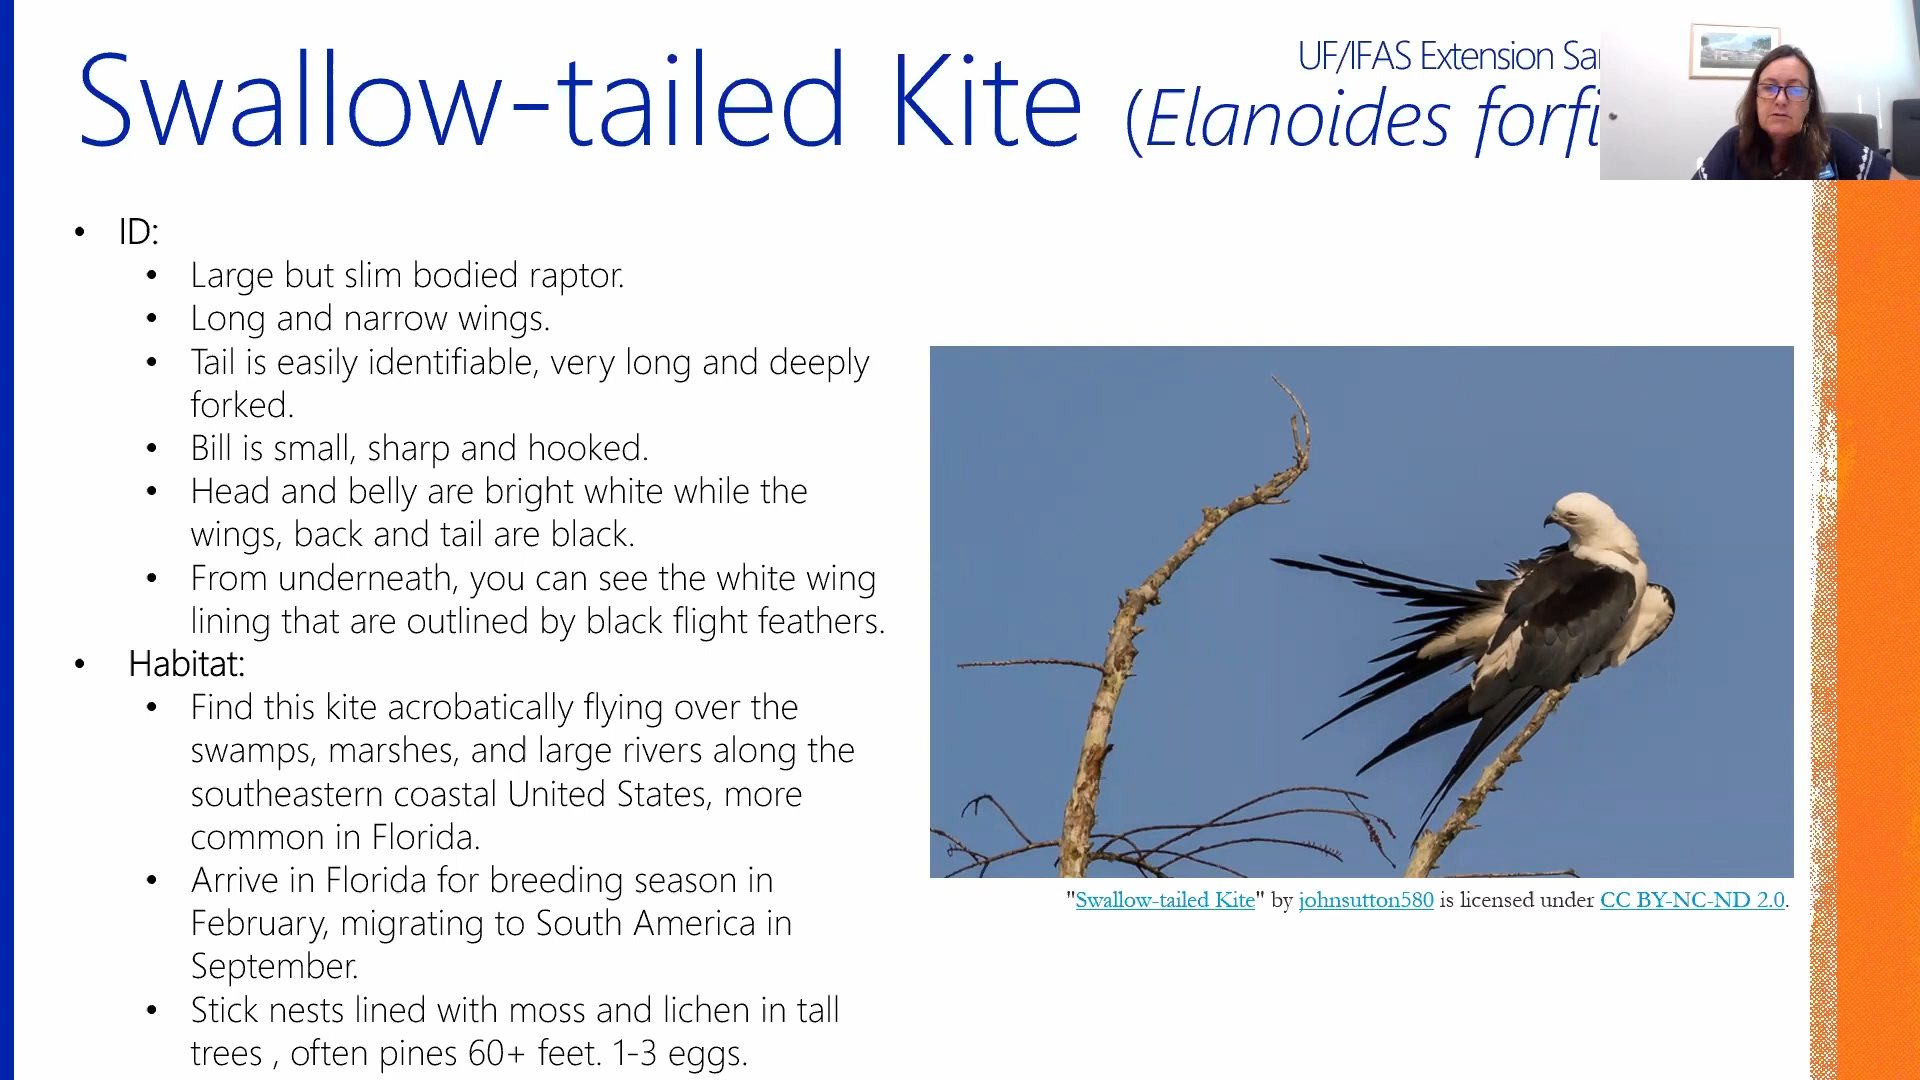 UF/IFAS Extension
Swallow-tailed Kite (Elanoides
• ID:
• Large but slim bodied raptor.
• Long and narrow wings.
• Tail is easily identifiable, very long and deeply
forked.
• Bill is small, sharp and hooked.
• Head and belly are bright white while the
wings, back and tail are black.
• From underneath, you can see the white wing
lining that are outlined by black flight feathers.
• Habitat:
• Find this kite acrobatically flying over the
swamps, marshes, and large rivers along the
southeastern coastal United States, more
common in Florida.
• Arrive in Florida for breeding season in
February, migrating to South America in
September.
• Stick nests lined with moss and lichen in tall
trees , often pines 60+ feet. 1-3 eggs.
"Swallow-tailed Kite" by johnsutton580 is licensed under CC BY-NC-ND 2.0.